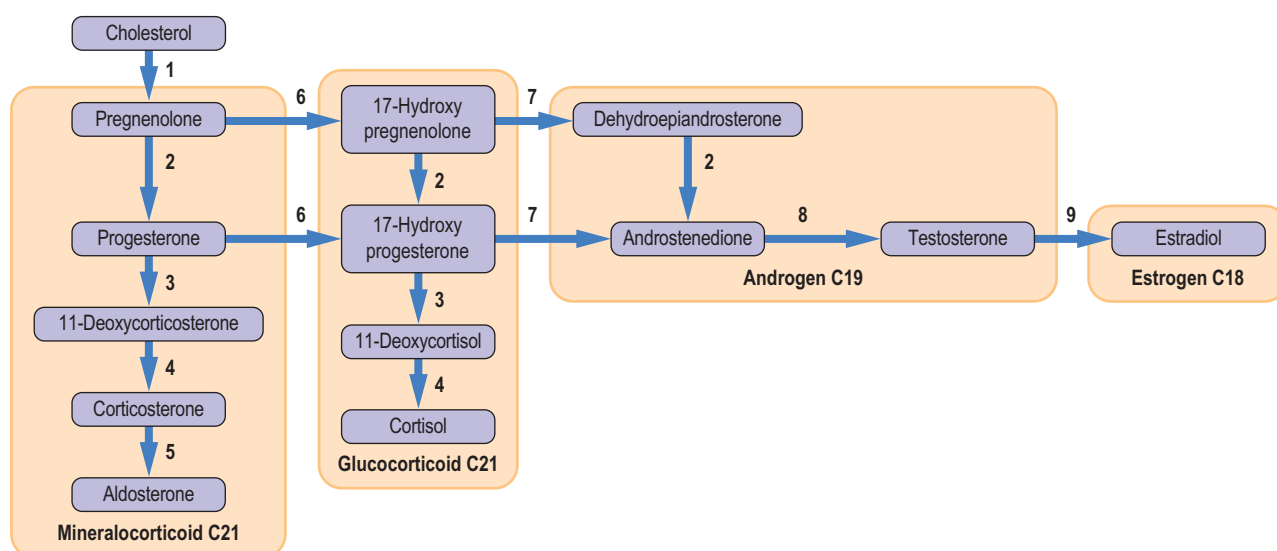 Cholesterol
1
6
7
Pregnenolone
17-Hydroxy
pregnenolone
Dehydroepiandrosterone
2
2
2
6
7
8
9
Progesterone
17-Hydroxy
progesterone
Androstenedione
Testosterone
Estradiol
Androgen C19
Estrogen C18
3
3
11-Deoxycorticosterone
11-Deoxycortisol
4
4
Corticosterone
Cortisol
5
Glucocorticoid C21
Aldosterone
Mineralocorticoid C21